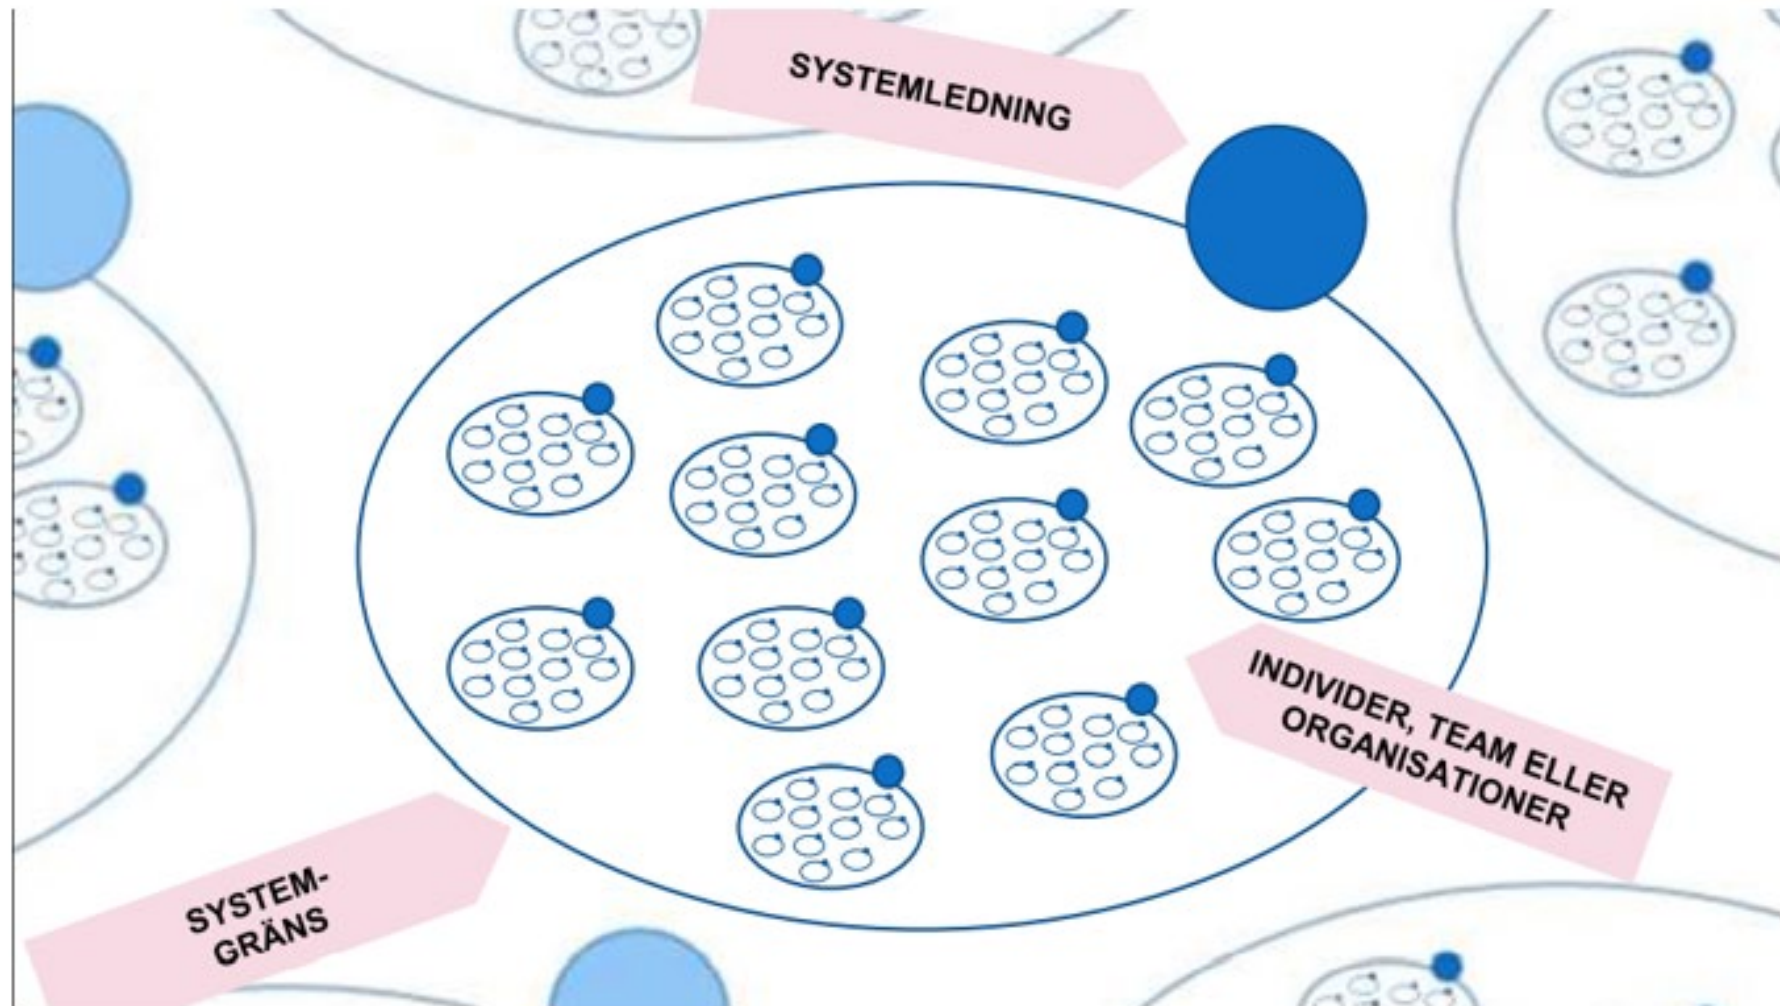 SYSTEMLEDNING
INDIVIDER, TEAM ELLER
ORGANISATIONER
SYSTEM-
GRÄNS